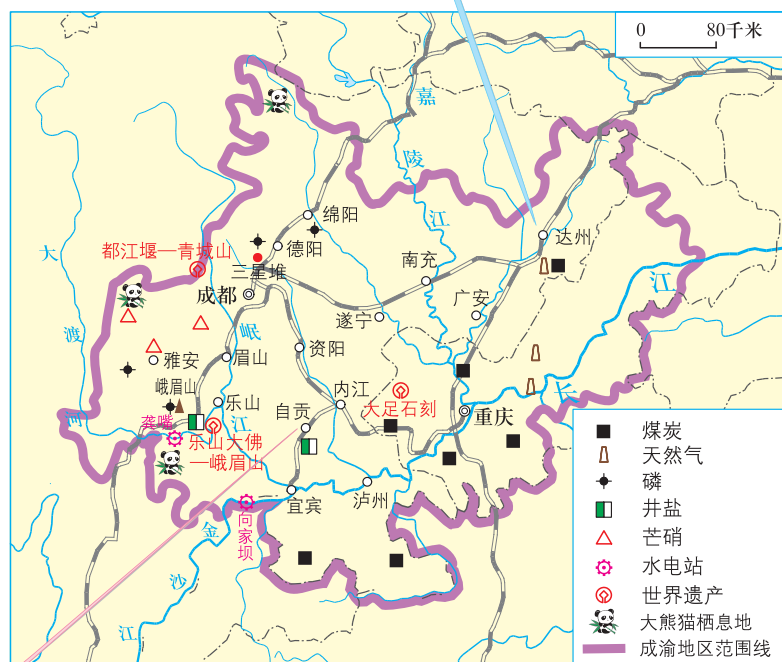 0 80千米
嘉
陵
江
绵阳
德阳
都江堰—青城山
三星堆
成都
大
渡
河
达州
南充
广安
遂宁
江
岷
雅安
眉山
资阳
峨眉山
乐山
内江
自贡
大足石刻
重庆
长
龚嘴
江
乐山大佛
—峨眉山
宜宾
泸州
向家坝
金
沙
江
煤炭
天然气
磷
井盐
芒硝
水电站
世界遗产
大熊猫栖息地
成渝地区范围线